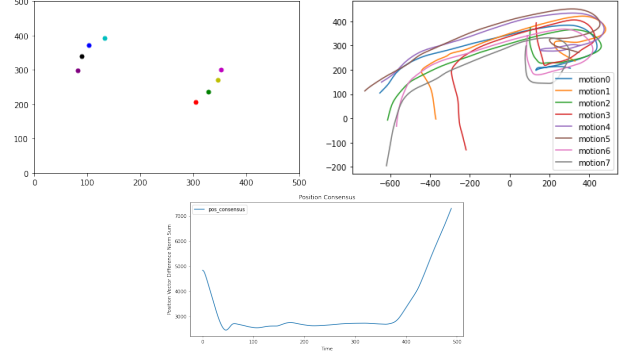 500
400
300
200
100
0
0 100 200 300 400 500
400
300
200
100
0
−100
−200
−600 −400 −200 0 200 400
motion0
motion1
motion2
motion3
motion4
motion5
motion6
motion7
Position Consensus
pos_consensus
Position Vector Difference Norm Sum
7000
6000
5000
4000
3000
0 100 200 300 400 500
Time